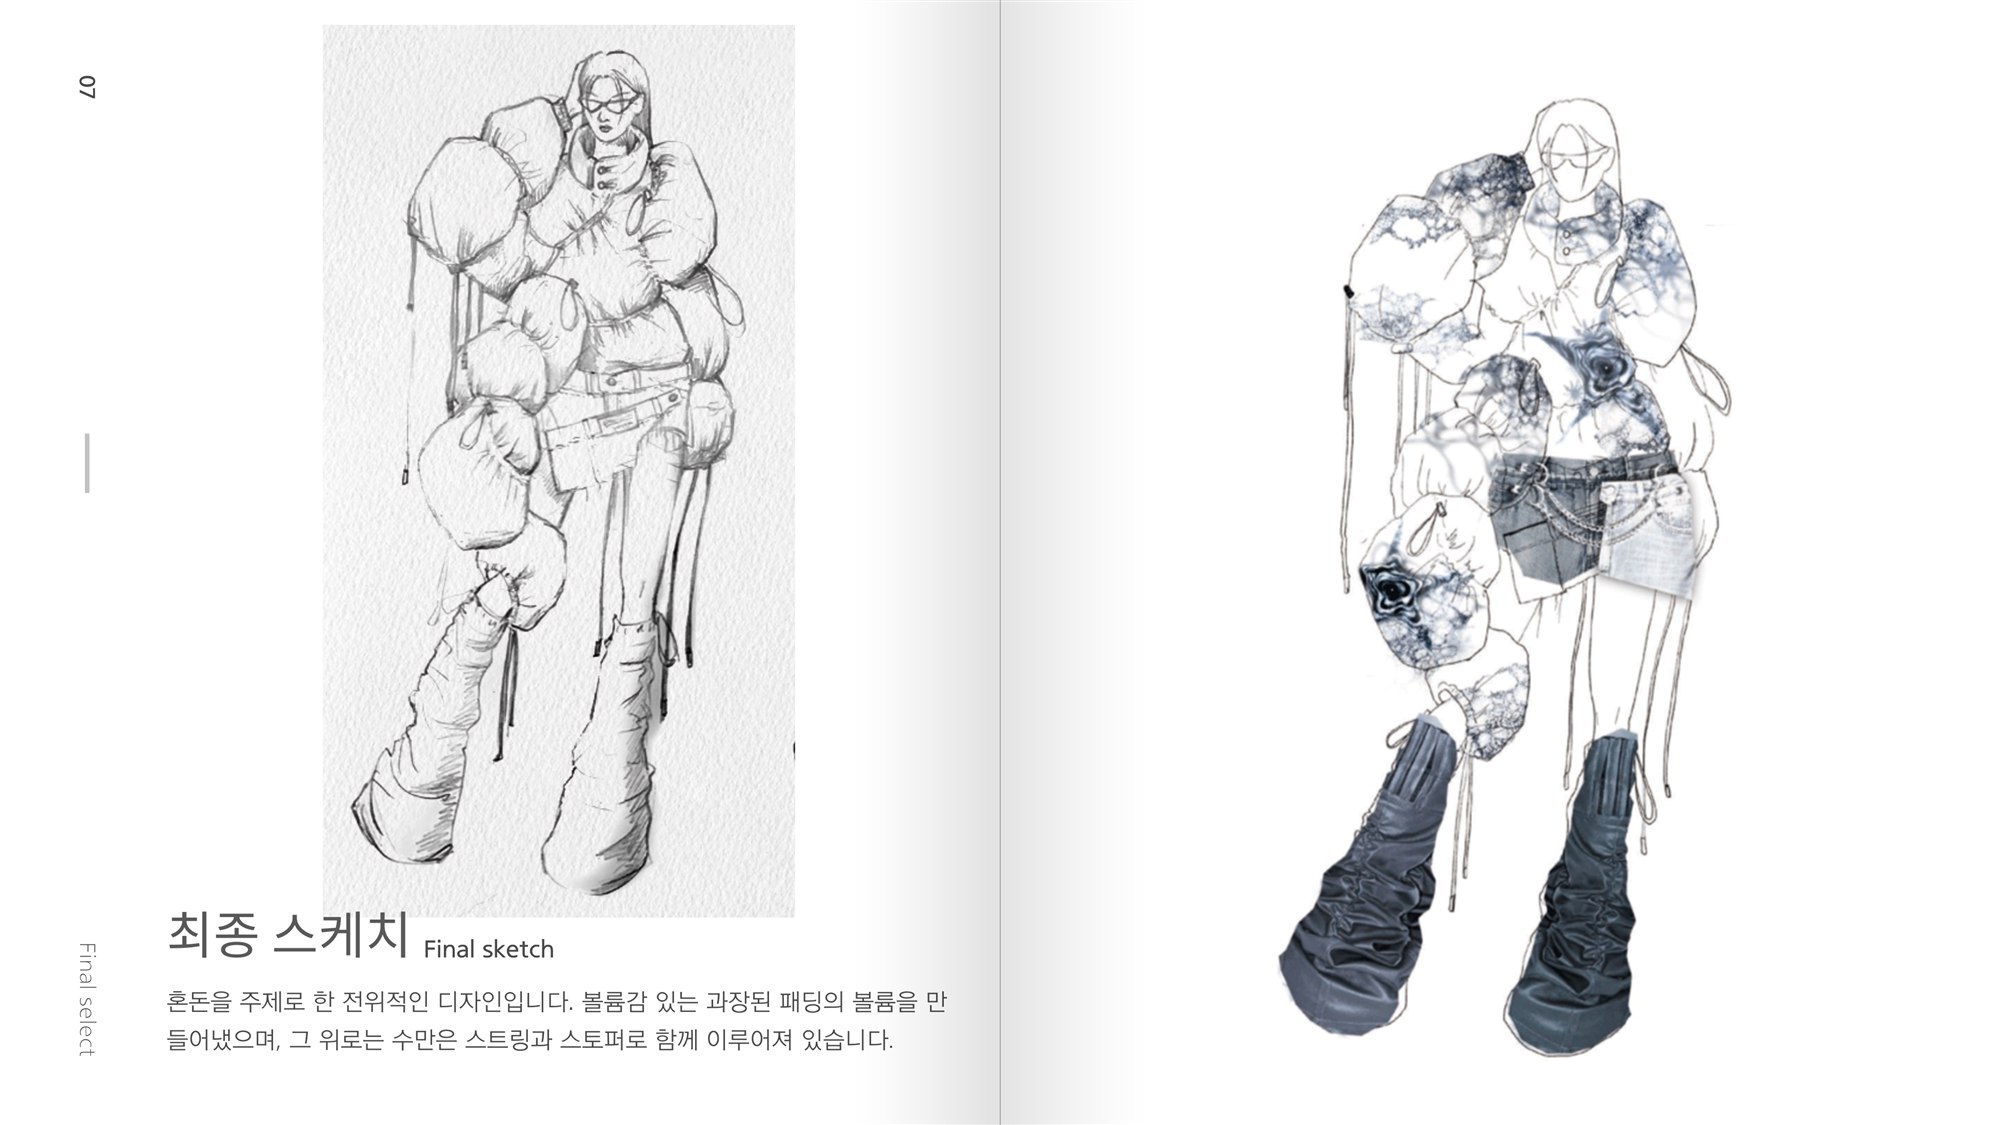 07
최종 스케치 Final sketch
혼돈을 주제로 한 전위적인 디자인입니다. 볼륨감 있는 과장된 패딩의 볼륨을 만
들어냈으며, 그 위로는 수만은 스트링과 스토퍼로 함께 이루어져 있습니다.
Final select